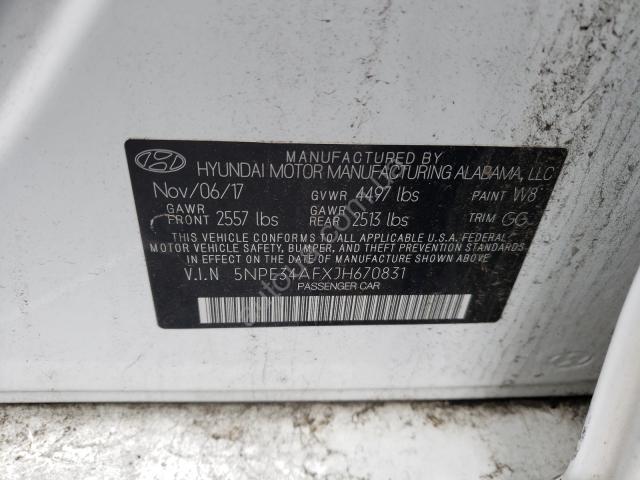 MANUFACTURED BY
HYUNDAI MOTOR MANUFACTURING ALABAMA, LLC
Nov/06/17 GVWR 4497 lbs PAINT W8
GAWR FRONT 2557 lbs GAWR REAR 2513 lbs TRIM GG
THIS VEHICLE CONFORMS TO ALL APPLICABLE U.S.A. FEDERAL
MOTOR VEHICLE SAFETY, BUMPER, AND THEFT PREVENTION STANDARDS
IN EFFECT ON THE DATE OF MANUFACTURE SHOWN ABOVE.
V.I.N 5NPE34AFXJH670831
PASSENGER CAR